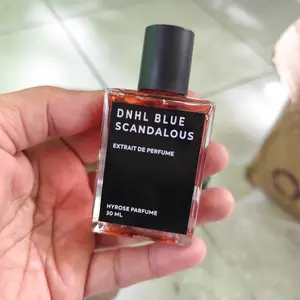 DNHL BLUE
SCANDALOUS
EXTRAIT DE PERFUME
HYROSE PARFUME
30 ML